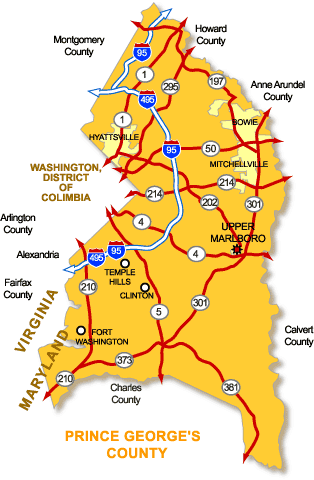 Howard
County
Montgomery
County
95
1
295
197
Anne Arundel
County
495
1
BOWIE
HYATTSVILLE
95
50
MITCHELLVILLE
WASHINGTON,
DISTRICT
OF
COLIMBIA
214
214
202
301
Arlington
County
4
UPPER
MARLBORO
Alexandria
495
95
4
TEMPLE
HILLS
Fairfax
County
210
CLINTON
301
5
VIRGINIA
MARYLAND
FORT
WASHINGTON
Calvert
County
373
210
Charles
County
381
PRINCE GEORGE'S
COUNTY